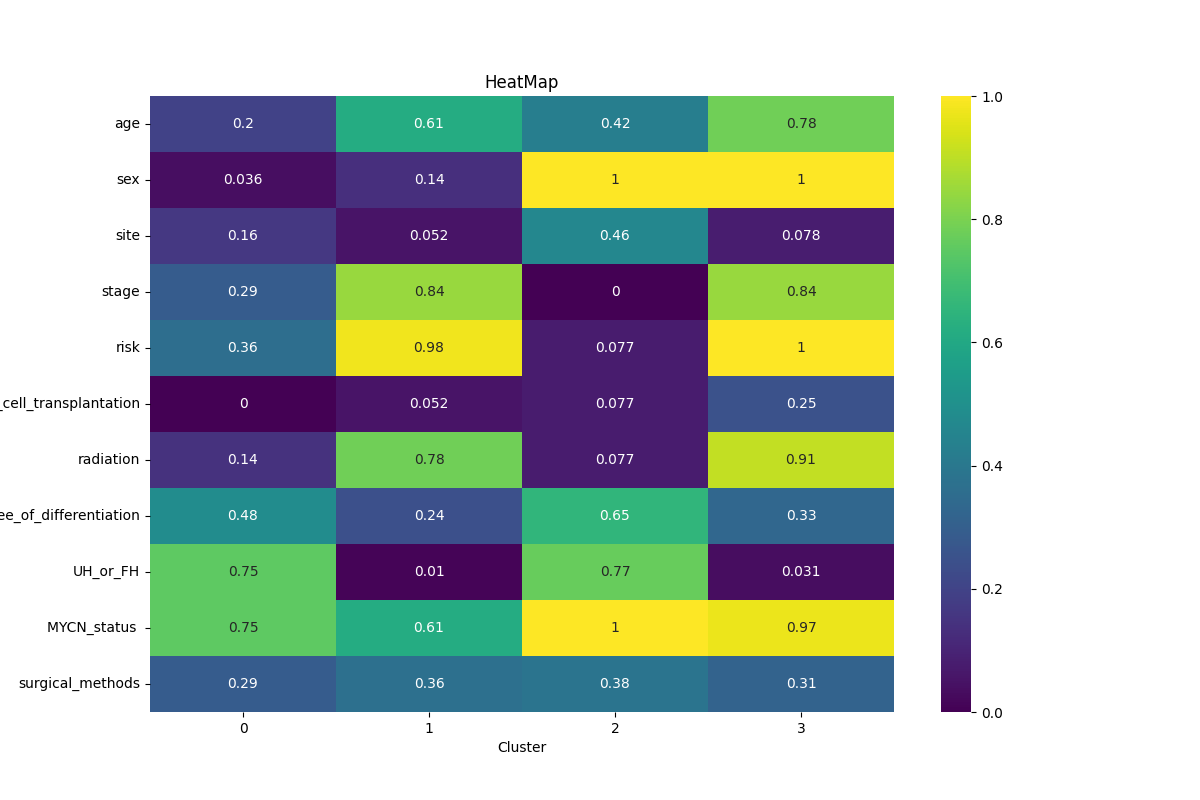 HeatMap
age 0.2 0.61 0.42 0.78 1.0
sex 0.036 0.14 1 1
site 0.16 0.052 0.46 0.078 0.8
stage 0.29 0.84 0 0.84
risk 0.36 0.98 0.077 1 0.6
_cell_transplantation 0 0.052 0.077 0.25
radiation 0.14 0.78 0.077 0.91 0.4
ee_of_differentiation 0.48 0.24 0.65 0.33
UH_or_FH 0.75 0.01 0.77 0.031 0.2
MYCN_status 0.75 0.61 1 0.97
surgical_methods 0.29 0.36 0.38 0.31 0.0
0 1 2 3
Cluster